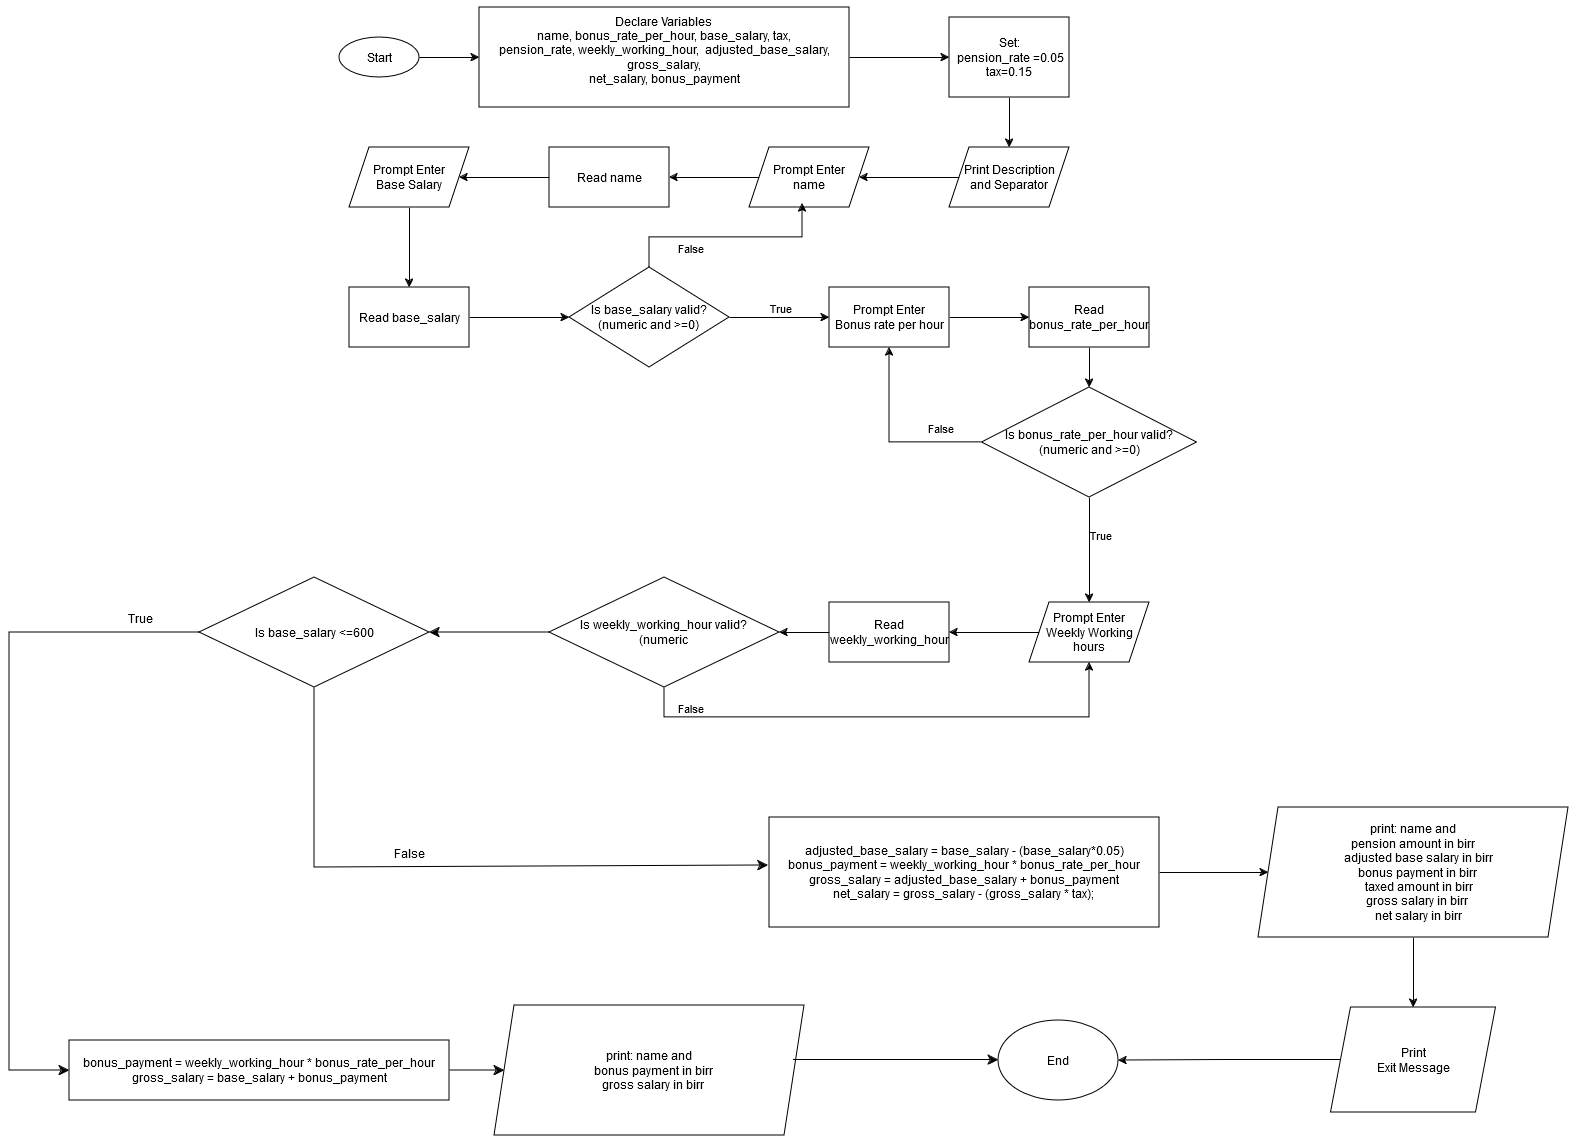 Start
Declare Variables
name, bonus_rate_per_hour, base_salary, tax,
pension_rate, weekly_working_hour,  adjusted_base_salary,
gross_salary,
net_salary, bonus_payment
Set:
pension_rate =0.05
tax=0.15
Print Description
and Separator
Prompt Enter
name
Read name
Prompt Enter
Base Salary
Read base_salary
Is base_salary valid?
(numeric and >=0)
False
True
Prompt Enter
Bonus rate per hour
Read
bonus_rate_per_hour
Is bonus_rate_per_hour valid?
(numeric and >=0)
False
True
Prompt Enter
Weekly Working
hours
Read
weekly_working_hour
Is weekly_working_hour valid?
(numeric
False
Is base_salary <=600
True
False
adjusted_base_salary = base_salary - (base_salary*0.05)
bonus_payment = weekly_working_hour * bonus_rate_per_hour
gross_salary = adjusted_base_salary + bonus_payment
net_salary = gross_salary - (gross_salary * tax);
print: name and
pension amount in birr
adjusted base salary in birr
bonus payment in birr
taxed amount in birr
gross salary in birr
net salary in birr
Print
Exit Message
bonus_payment = weekly_working_hour * bonus_rate_per_hour
gross_salary = base_salary + bonus_payment
print: name and
bonus payment in birr
gross salary in birr
End